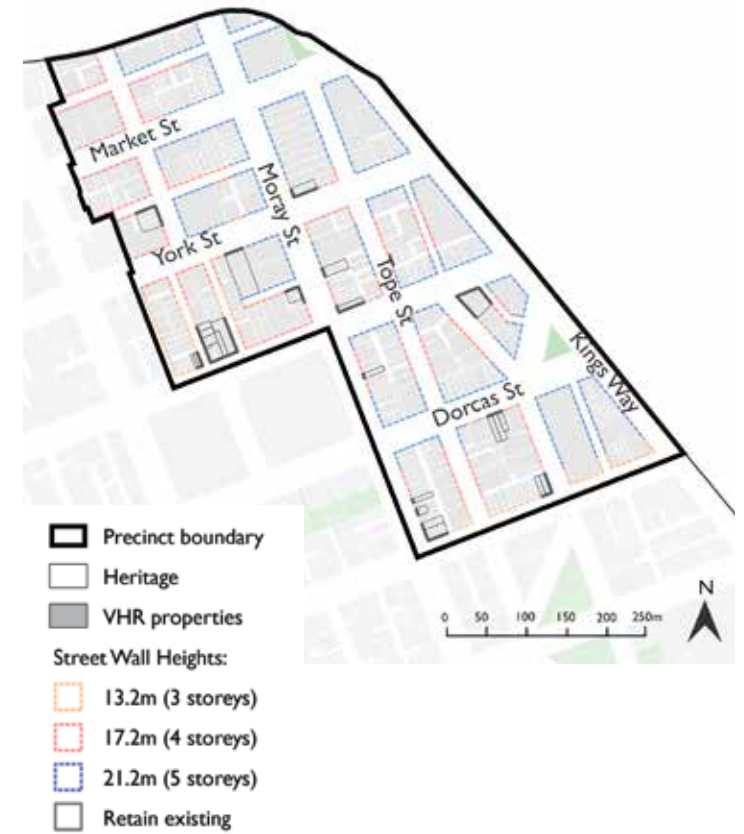 Market St
Moray St
York St
Tope St
Kings Way
Dorcas St
Precinct boundary
Heritage
VHR properties
Street Wall Heights:
13.2m (3 storeys)
17.2m (4 storeys)
21.2m (5 storeys)
Retain existing
N
0 50 100 150 200 250m